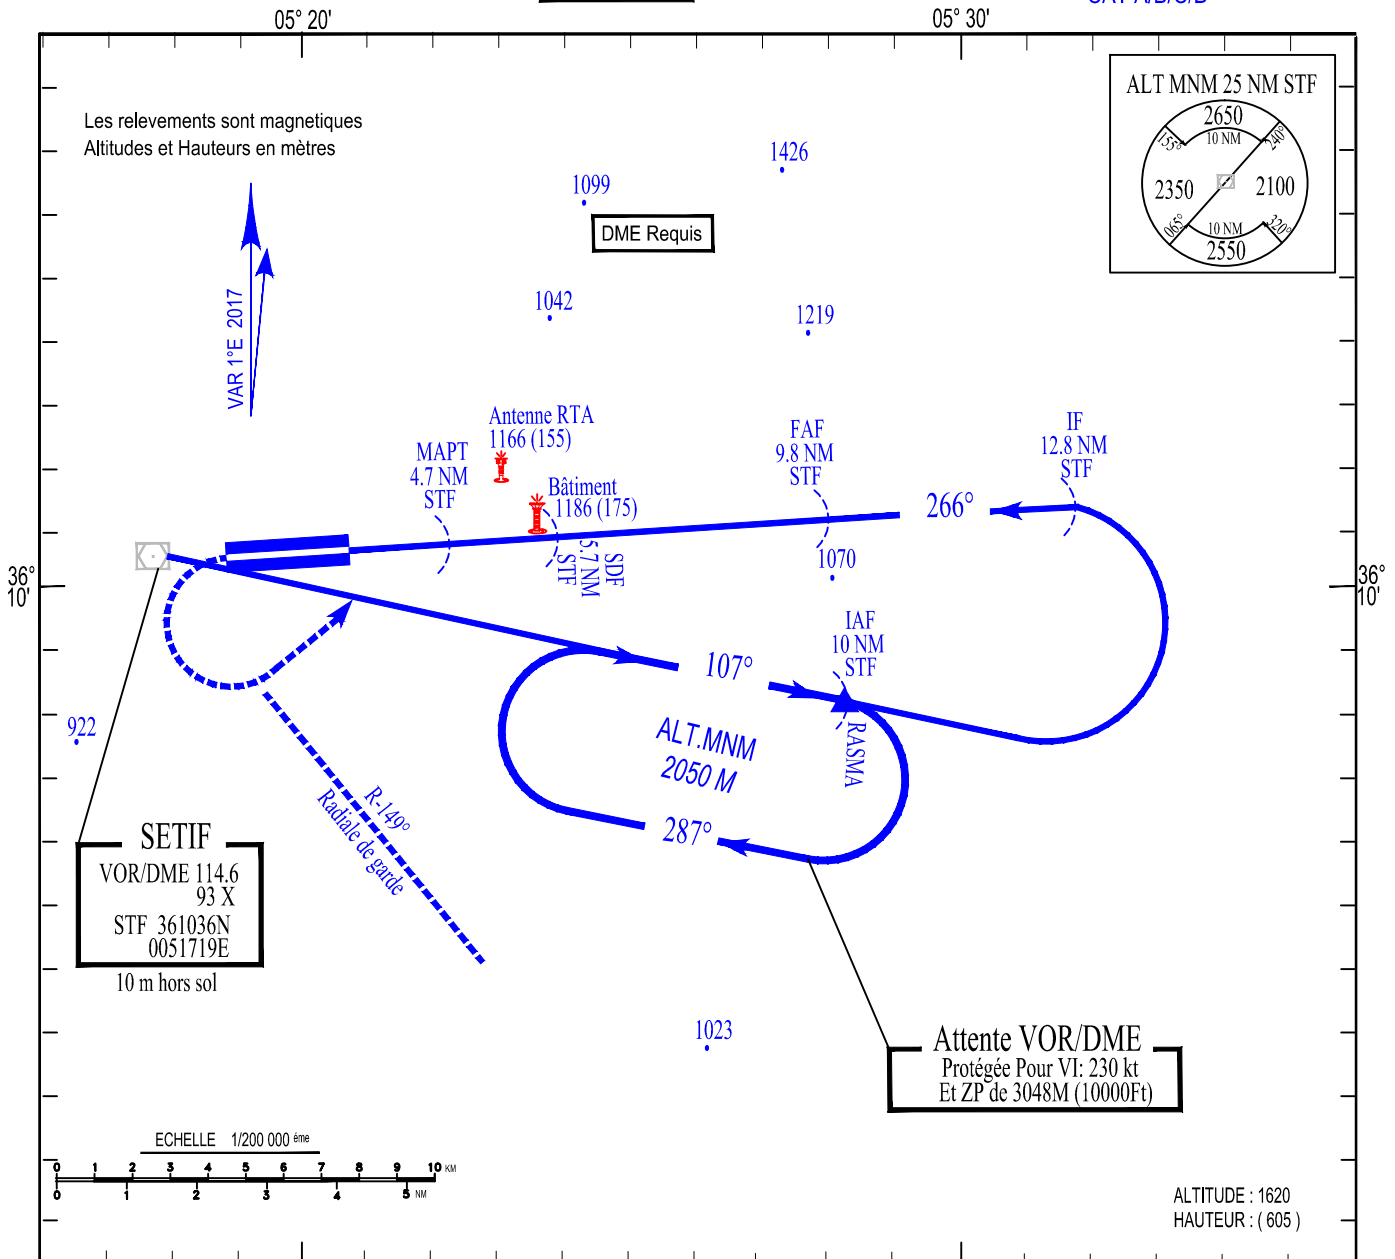 05° 20'
05° 30'
ALT MNM 25 NM STF
2650
10 NM
155°
240°
2350
2100
065°
320°
10 NM
2550
Les relevements sont magnetiques
Altitudes et Hauteurs en mètres
VAR 1°E 2017
1426
1099
DME Requis
1042
1219
Antenne RTA
1166 (155)
MAPT
4.7 NM
STF
Bâtiment
1186 (175)
FAF
9.8 NM
STF
IF
12.8 NM
STF
266°
SDF
5.7 NM
STF
1070
36°
10'
36°
10'
IAF
10 NM
STF
107°
RASMA
ALT.MNM
2050 M
287°
922
R-149°
Radiale de garde
SETIF
VOR/DME 114.6
93 X
STF 361036N
0051719E
10 m hors sol
1023
Attente VOR/DME
Protégée Pour VI: 230 kt
Et ZP de 3048M (10000Ft)
ECHELLE 1/200 000 éme
0 1 2 3 4 5 6 7 8 9 10 KM
0 1 2 3 4 5 NM
ALTITUDE : 1620
HAUTEUR : ( 605 )